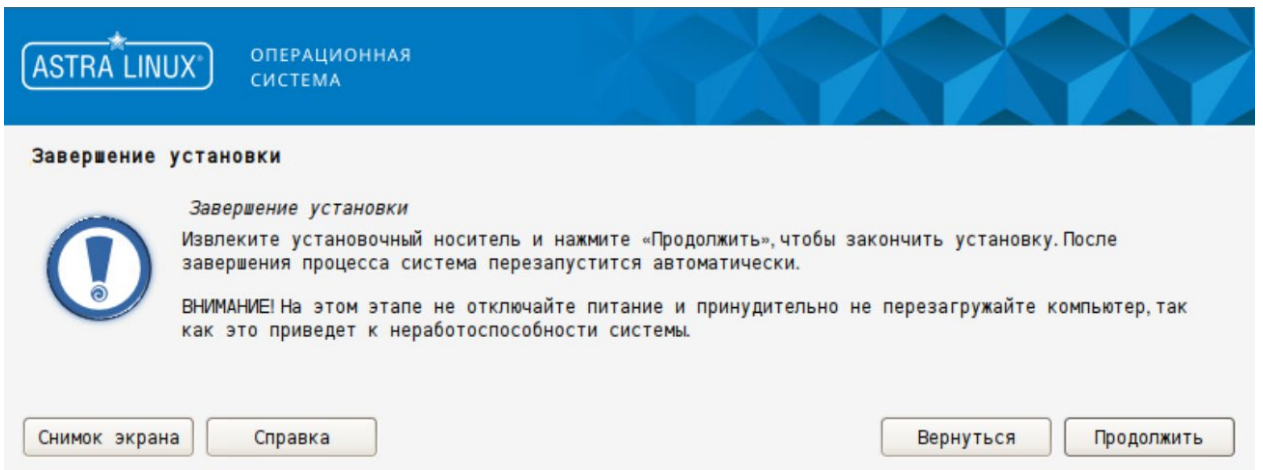 ASTRA LINUX®
ОПЕРАЦИОННАЯ
СИСТЕМА
Завершение установки
Завершение установки
Извлеките установочный носитель и нажмите «Продолжить», чтобы закончить установку. После
завершения процесса система перезапустится автоматически.
ВНИМАНИЕ! На этом этапе не отключайте питание и принудительно не перезагружайте компьютер, так
как это приведет к неработоспособности системы.
Снимок экрана
Справка
Вернуться
Продолжить